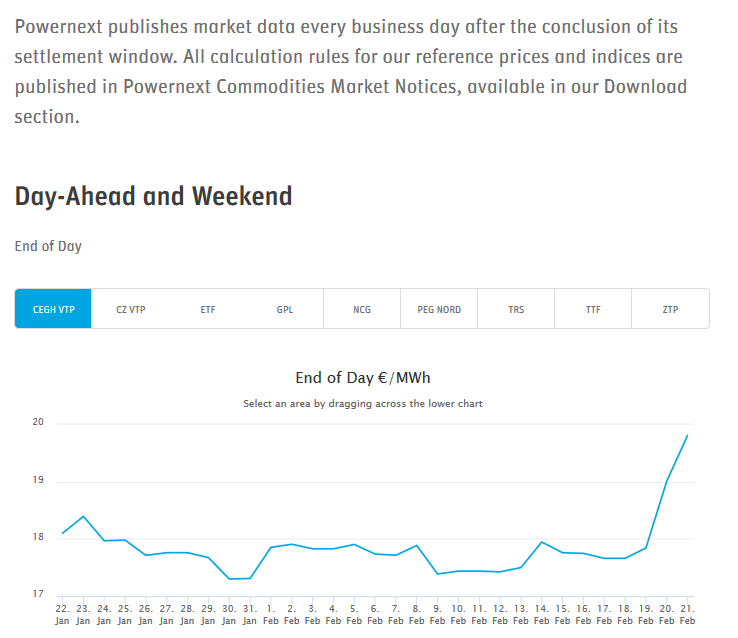 Powernext publishes market data every business day after the conclusion of its
settlement window. All calculation rules for our reference prices and indices are
published in Powernext Commodities Market Notices, available in our Download
section.
Day-Ahead and Weekend
End of Day
CEGH VTP CZ VTP ETF GPL NCG PEG NORD TRS TTF ZTP
End of Day €/MWh
Select an area by dragging across the lower chart
20
19
18
17
22. 23. 24. 25. 26. 27. 28. 29. 30. 31. 1. 2. 3. 4. 5. 6. 7. 8. 9. 10. 11. 12. 13. 14. 15. 16. 17. 18. 19. 20. 21.
Jan Jan Jan Jan Jan Jan Jan Jan Jan Jan Feb Feb Feb Feb Feb Feb Feb Feb Feb Feb Feb Feb Feb Feb Feb Feb Feb Feb Feb Feb Feb